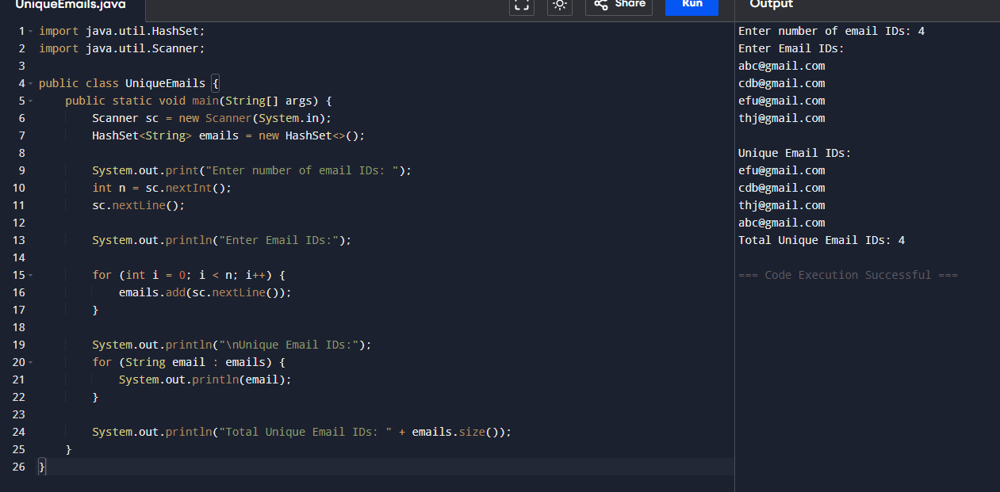 UniqueEmails.java
Share
Run
Output
1 import java.util.HashSet;
2 import java.util.Scanner;
3
4 public class UniqueEmails {
5     public static void main(String[] args) {
6         Scanner sc = new Scanner(System.in);
7         HashSet<String> emails = new HashSet<>();
8
9         System.out.print("Enter number of email IDs: ");
10         int n = sc.nextInt();
11         sc.nextLine();
12
13         System.out.println("Enter Email IDs:");
14
15         for (int i = 0; i < n; i++) {
16             emails.add(sc.nextLine());
17         }
18
19         System.out.println("\nUnique Email IDs:");
20         for (String email : emails) {
21             System.out.println(email);
22         }
23
24         System.out.println("Total Unique Email IDs: " + emails.size());
25     }
26 }
Enter number of email IDs: 4
Enter Email IDs:
abc@gmail.com
cdb@gmail.com
efu@gmail.com
thj@gmail.com

Unique Email IDs:
efu@gmail.com
cdb@gmail.com
thj@gmail.com
abc@gmail.com
Total Unique Email IDs: 4

=== Code Execution Successful ===